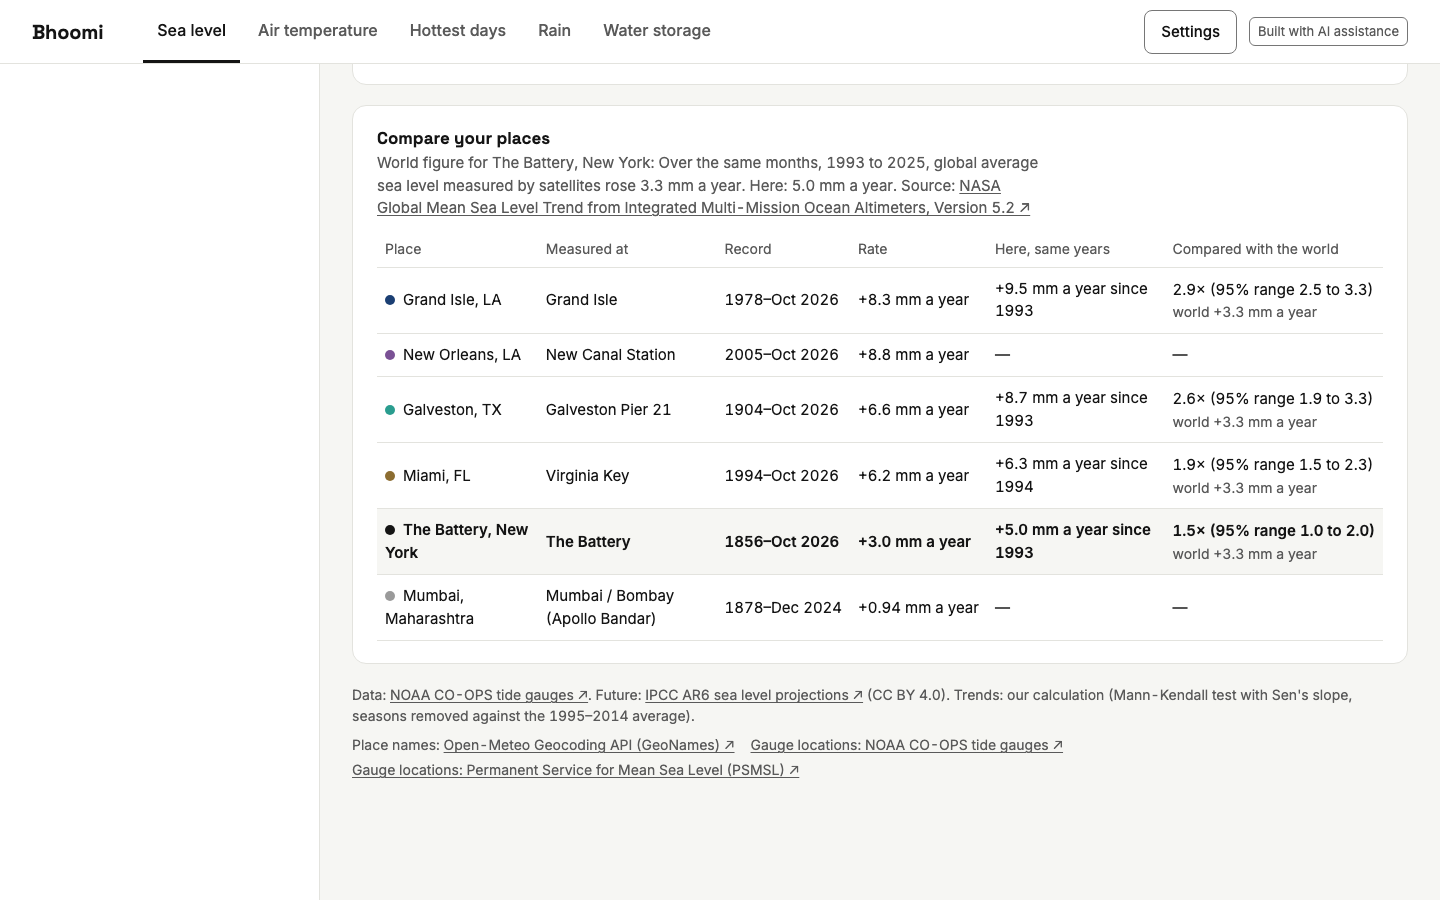 Bhoomi
Sea level
Air temperature
Hottest days
Rain
Water storage
Settings
Built with AI assistance
Compare your places
World figure for The Battery, New York: Over the same months, 1993 to 2025, global average
sea level measured by satellites rose 3.3 mm a year. Here: 5.0 mm a year. Source: NASA
Global Mean Sea Level Trend from Integrated Multi-Mission Ocean Altimeters, Version 5.2 ↗
Place Measured at Record Rate Here, same years Compared with the world
Grand Isle, LA Grand Isle 1978–Oct 2026 +8.3 mm a year +9.5 mm a year since 1993 2.9× (95% range 2.5 to 3.3)
world +3.3 mm a year
New Orleans, LA New Canal Station 2005–Oct 2026 +8.8 mm a year — —
Galveston, TX Galveston Pier 21 1904–Oct 2026 +6.6 mm a year +8.7 mm a year since 1993 2.6× (95% range 1.9 to 3.3)
world +3.3 mm a year
Miami, FL Virginia Key 1994–Oct 2026 +6.2 mm a year +6.3 mm a year since 1994 1.9× (95% range 1.5 to 2.3)
world +3.3 mm a year
The Battery, New York The Battery 1856–Oct 2026 +3.0 mm a year +5.0 mm a year since 1993 1.5× (95% range 1.0 to 2.0)
world +3.3 mm a year
Mumbai, Maharashtra Mumbai / Bombay (Apollo Bandar) 1878–Dec 2024 +0.94 mm a year — —
Data: NOAA CO-OPS tide gauges ↗. Future: IPCC AR6 sea level projections ↗ (CC BY 4.0). Trends: our calculation (Mann-Kendall test with Sen's slope,
seasons removed against the 1995–2014 average).
Place names: Open-Meteo Geocoding API (GeoNames) ↗ Gauge locations: NOAA CO-OPS tide gauges ↗
Gauge locations: Permanent Service for Mean Sea Level (PSMSL) ↗